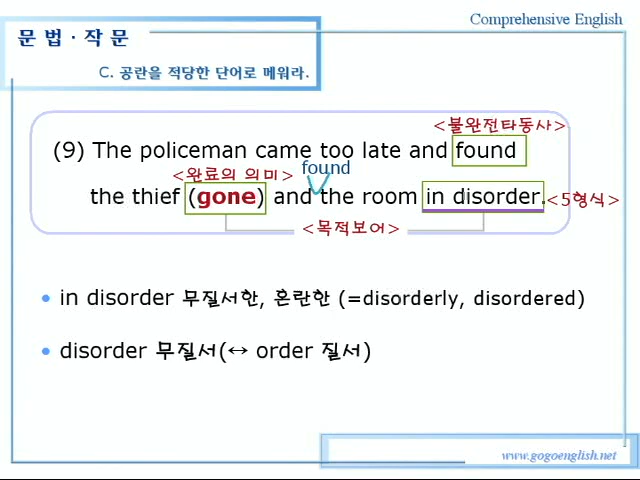 Comprehensive English
문 법 · 작 문
C. 공란을 적당한 단어로 메워라.
<불완전타동사>
(9) The policeman came too late and found
<완료의 의미> found
the thief (gone) and the room in disorder. <5형식>
<목적보어>
• in disorder 무질서한, 혼란한 (=disorderly, disordered)
• disorder 무질서(↔ order 질서)
www.gogoenglish.net